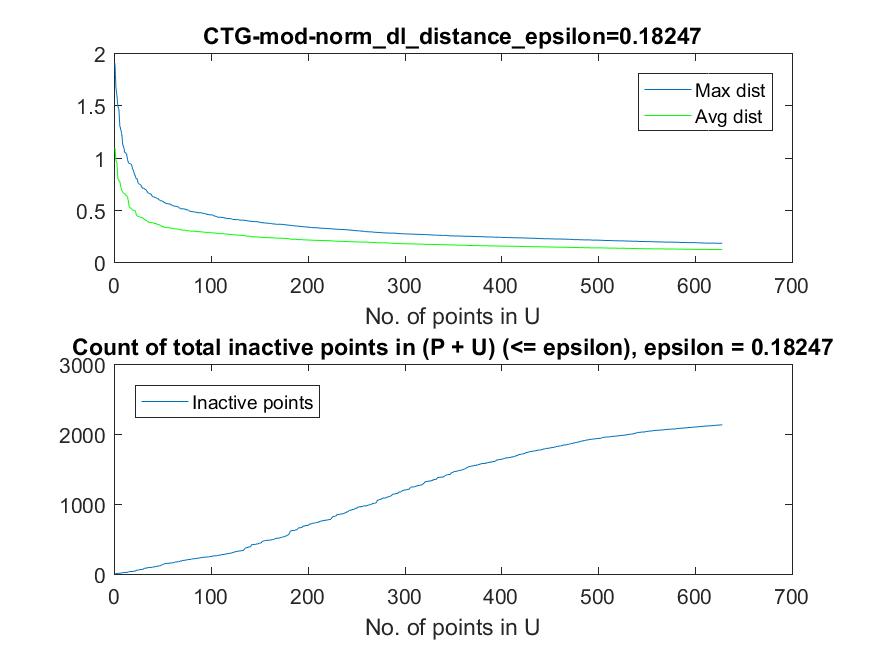 CTG-mod-norm_dl_distance_epsilon=0.18247
2
1.5
1
0.5
0
Max dist
Avg dist
0 100 200 300 400 500 600 700
No. of points in U
Count of total inactive points in (P + U) (<= epsilon), epsilon = 0.18247
3000
2000
1000
0
Inactive points
0 100 200 300 400 500 600 700
No. of points in U